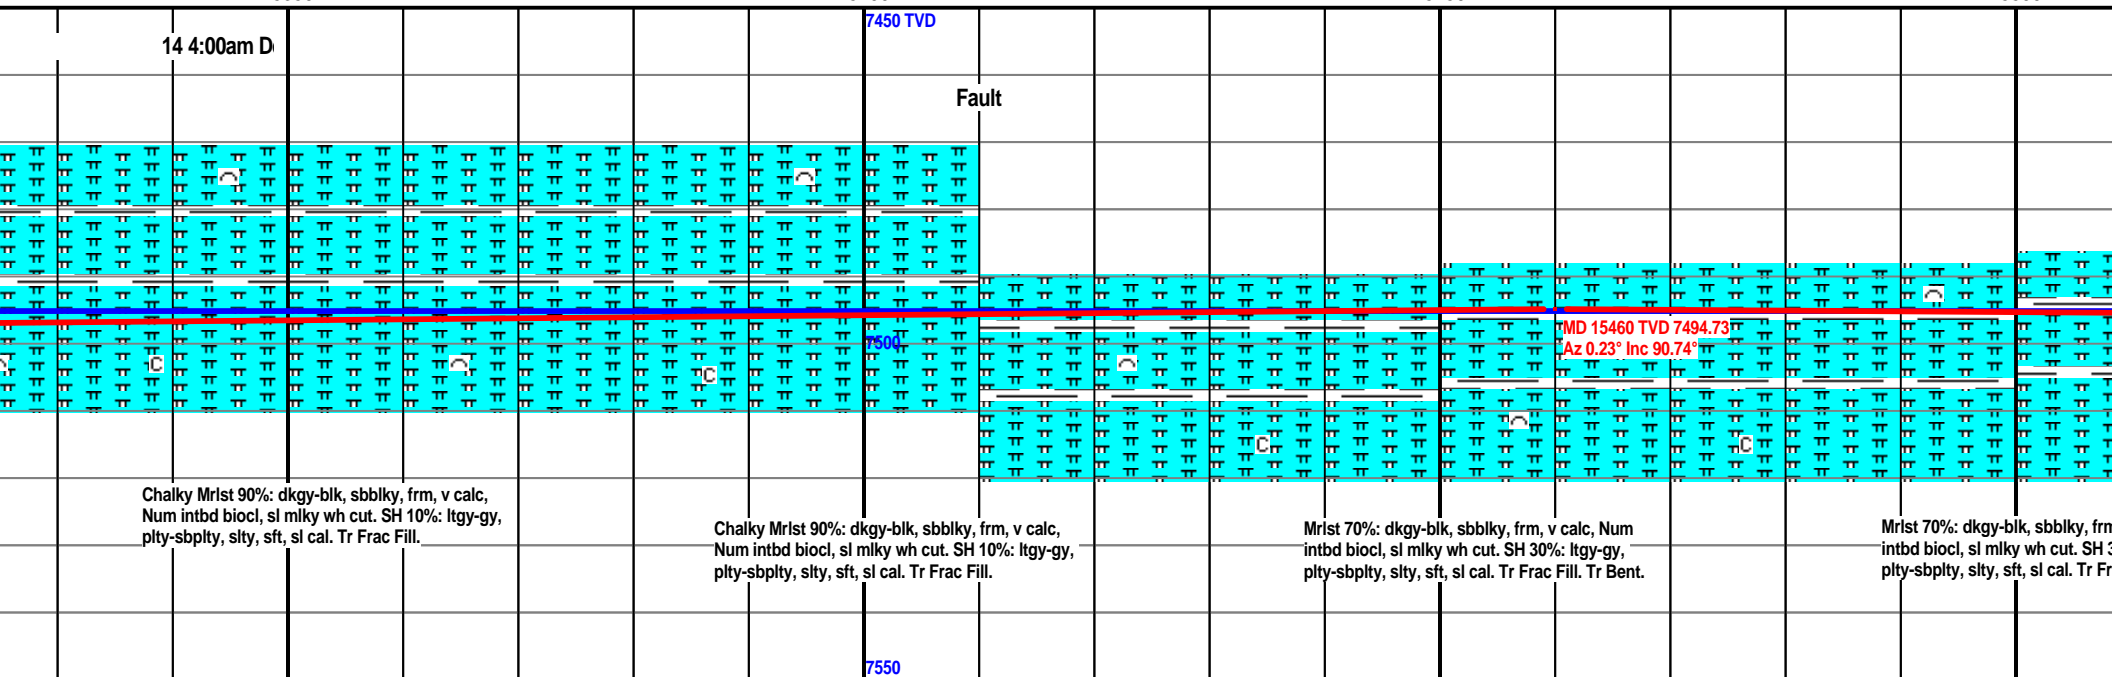 7450 TVD
14 4:00am D
Fault
7500
MD 15460 TVD 7494.73
Az 0.23° Inc 90.74°
C
C
C
C
Chalky Mrlst 90%: dkgy-blk, sbblky, frm, v calc,
Num intbd biocl, sl mlky wh cut. SH 10%: ltgy-gy,
plty-sbplty, slty, sft, sl cal. Tr Frac Fill.
Chalky Mrlst 90%: dkgy-blk, sbblky, frm, v calc,
Num intbd biocl, sl mlky wh cut. SH 10%: ltgy-gy,
plty-sbplty, slty, sft, sl cal. Tr Frac Fill.
Mrlst 70%: dkgy-blk, sbblky, frm, v calc, Num
intbd biocl, sl mlky wh cut. SH 30%: ltgy-gy,
plty-sbplty, slty, sft, sl cal. Tr Frac Fill. Tr Bent.
Mrlst 70%: dkgy-blk, sbblky, frm
intbd biocl, sl mlky wh cut. SH 3
plty-sbplty, slty, sft, sl cal. Tr Fr
7550